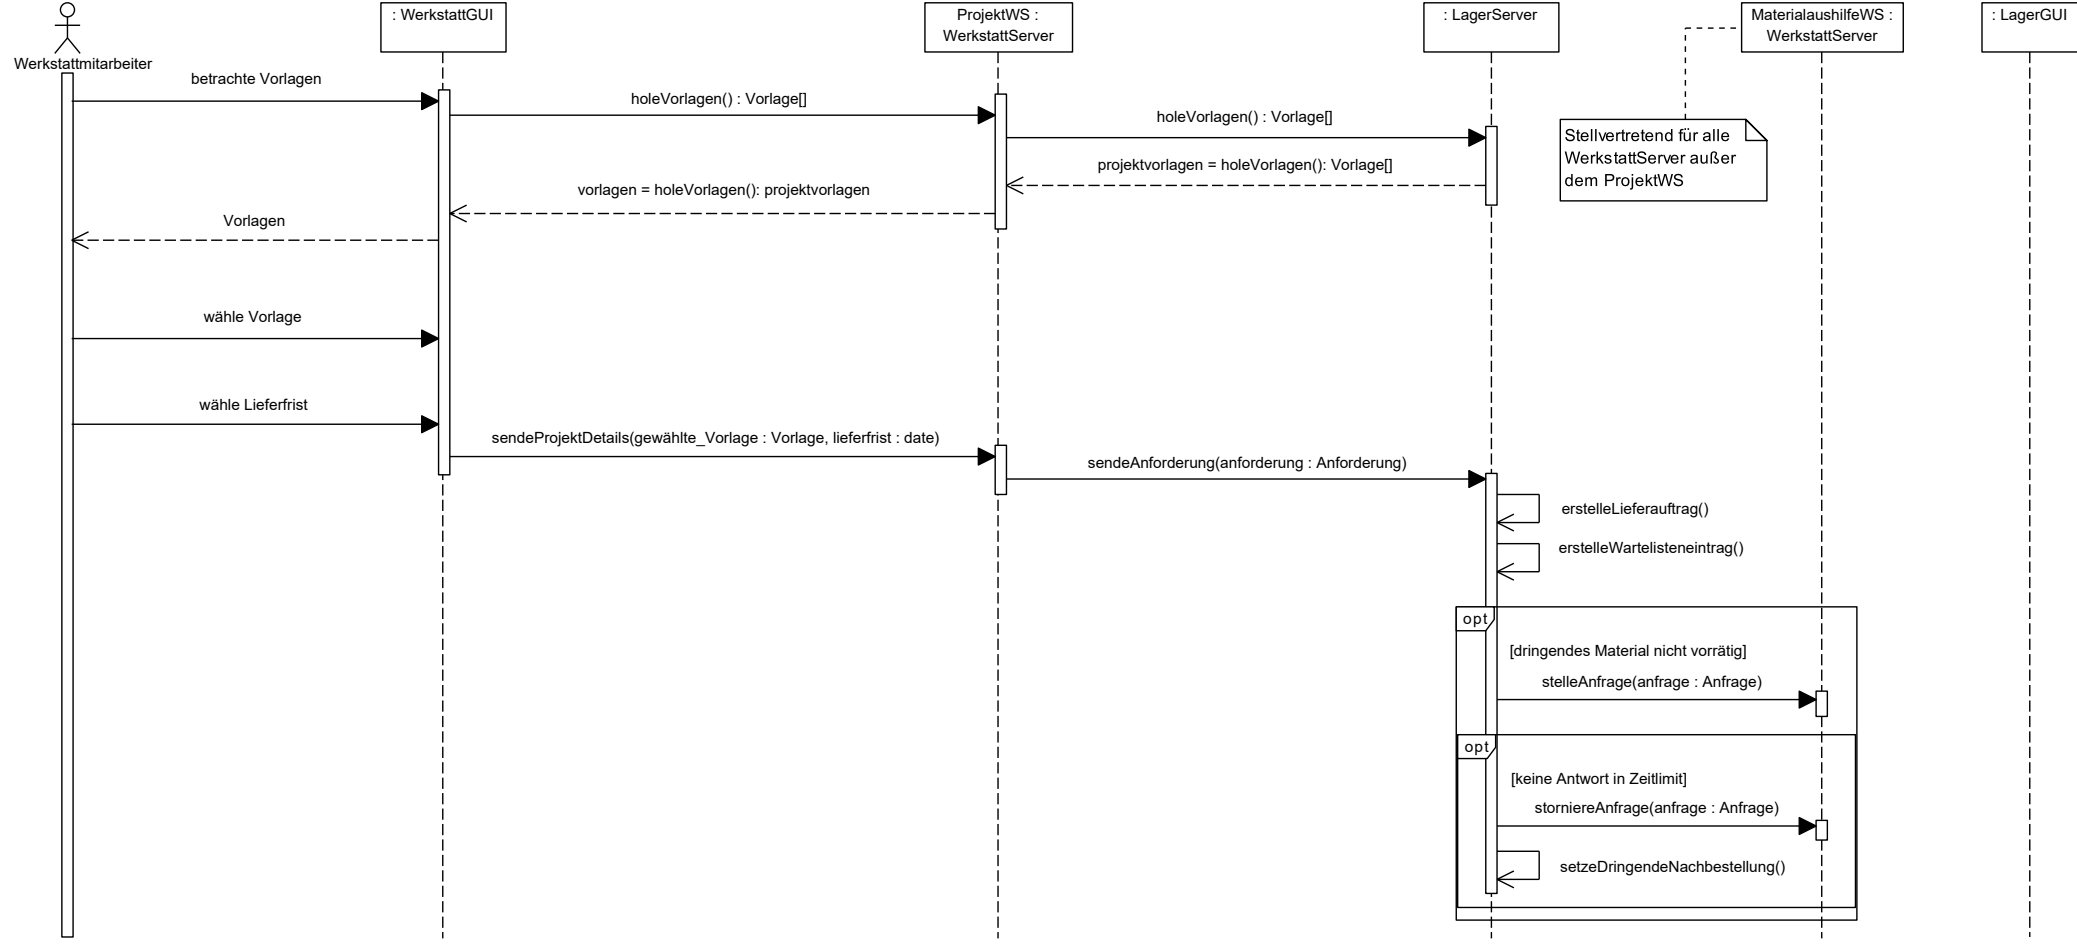 : WerkstattGUI
ProjektWS :
WerkstattServer
: LagerServer
MaterialaushilfeWS :
WerkstattServer
: LagerGUI
Werkstattmitarbeiter
betrachte Vorlagen
holeVorlagen() : Vorlage[]
holeVorlagen() : Vorlage[]
Stellvertretend für alle
WerkstattServer außer
dem ProjektWS
projektvorlagen = holeVorlagen(): Vorlage[]
vorlagen = holeVorlagen(): projektvorlagen
Vorlagen
wähle Vorlage
wähle Lieferfrist
sendeProjektDetails(gewählte_Vorlage : Vorlage, lieferfrist : date)
sendeAnforderung(anforderung : Anforderung)
erstelleLieferauftrag()
erstelleWartelisteneintrag()
opt
[dringendes Material nicht vorrätig]
stelleAnfrage(anfrage : Anfrage)
opt
[keine Antwort in Zeitlimit]
storniereAnfrage(anfrage : Anfrage)
setzeDringendeNachbestellung()